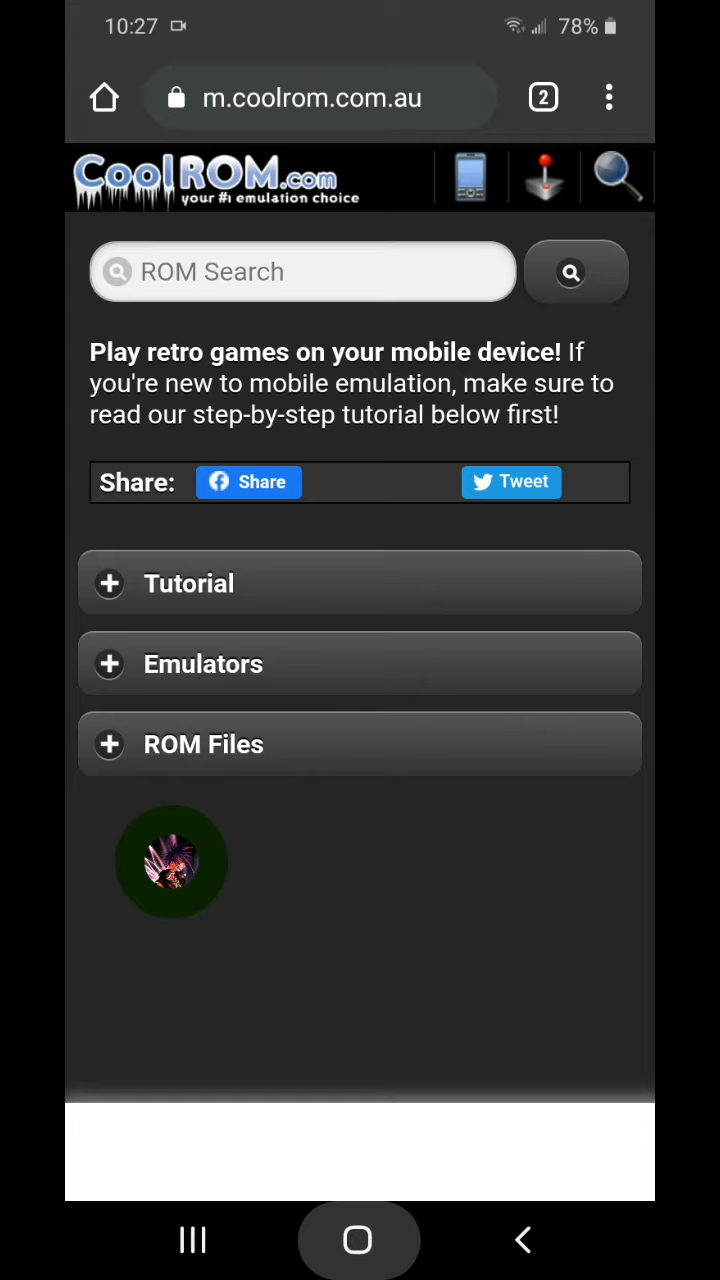 10:27 78%
2
m.coolrom.com.au
CoolROM.com
your #1 emulation choice
ROM Search
Play retro games on your mobile device! If
you're new to mobile emulation, make sure to
read our step-by-step tutorial below first!
Share: Share Tweet
Tutorial
Emulators
ROM Files